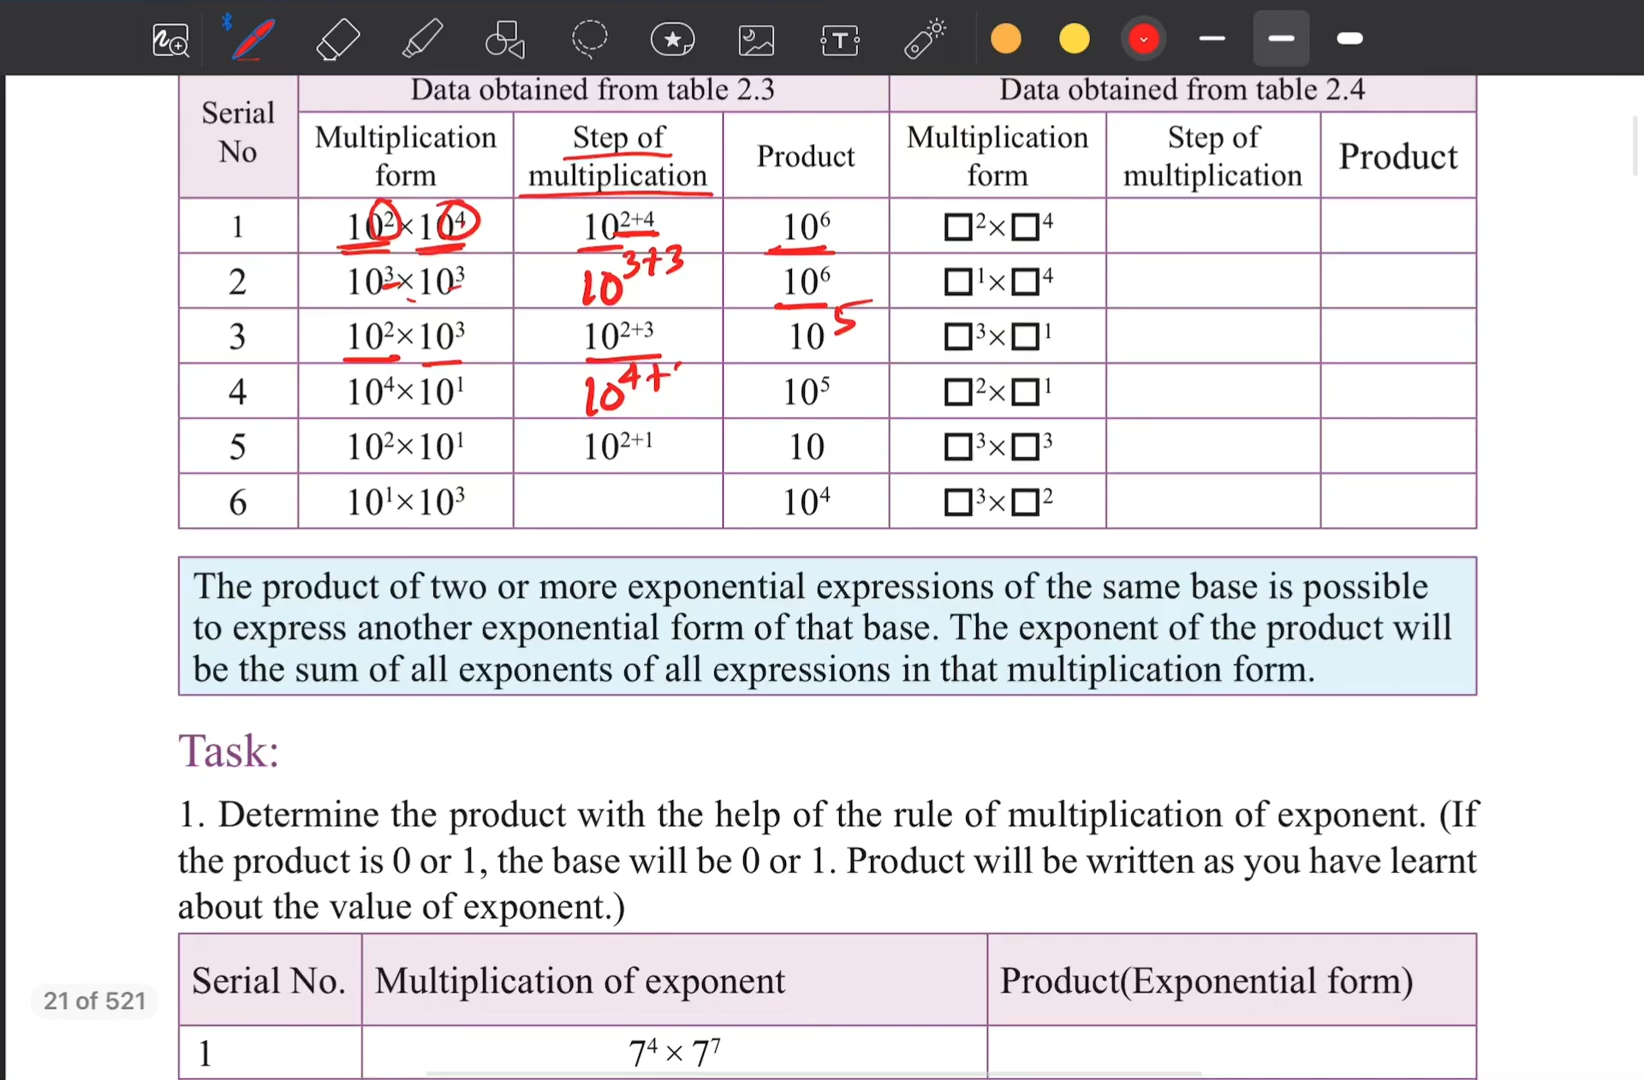 Data obtained from table 2.3 Data obtained from table 2.4
Serial No
Multiplication form Step of multiplication Product Multiplication form Step of multiplication Product
1 10²×10⁴ 10²⁺⁴ 10⁶ □²×□⁴
2 10³×10³ 10³⁺³ 10⁶ □¹×□⁴
3 10²×10³ 10²⁺³ 10⁵ □³×□¹
4 10⁴×10¹ 10⁴⁺ 10⁵ □²×□¹
5 10²×10¹ 10²⁺¹ 10 □³×□³
6 10¹×10³ 10⁴ □³×□²
The product of two or more exponential expressions of the same base is possible
to express another exponential form of that base. The exponent of the product will
be the sum of all exponents of all expressions in that multiplication form.
Task:
1. Determine the product with the help of the rule of multiplication of exponent. (If
the product is 0 or 1, the base will be 0 or 1. Product will be written as you have learnt
about the value of exponent.)
Serial No. Multiplication of exponent Product(Exponential form)
21 of 521
1 7⁴ × 7⁷